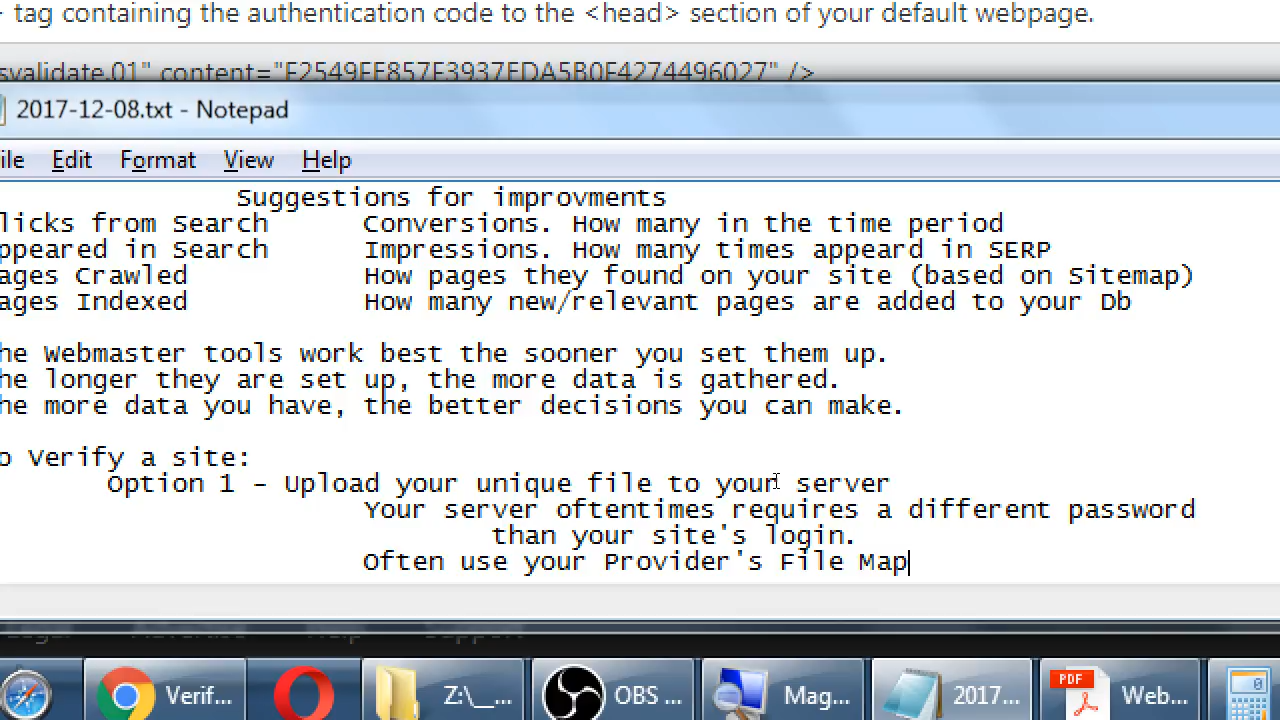 - tag containing the authentication code to the <head> section of your default webpage.
svalidate.01" content="F2549FF857F3937FDA5B0F4274496027" />
2017-12-08.txt - Notepad
ile Edit Format View Help
Suggestions for improvments
licks from Search Conversions. How many in the time period
ppeared in Search Impressions. How many times appeard in SERP
ages Crawled How pages they found on your site (based on Sitemap)
ages Indexed How many new/relevant pages are added to your Db
he Webmaster tools work best the sooner you set them up.
he longer they are set up, the more data is gathered.
he more data you have, the better decisions you can make.
o Verify a site:
Option 1 - Upload your unique file to your server
Your server oftentimes requires a different password
than your site's login.
Often use your Provider's File Map
Verif... Z:\__... OBS ... Mag... 2017... PDF Web...